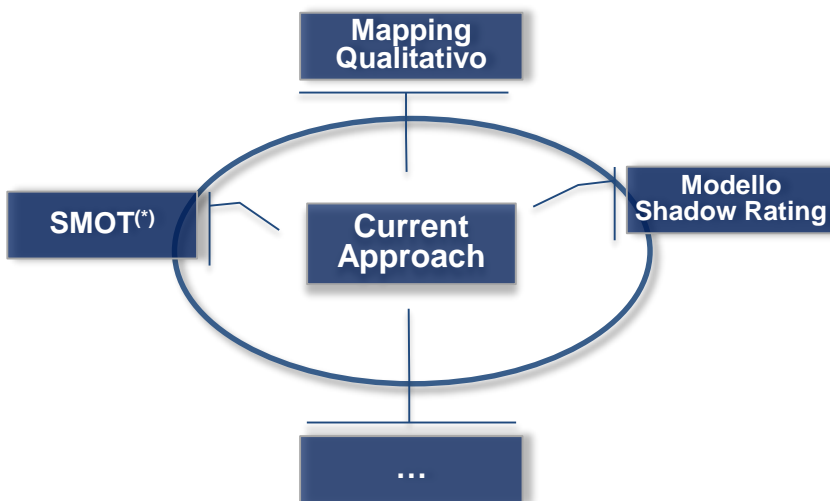 Mapping
Qualitativo
SMOT(*)
Current
Approach
Modello
Shadow Rating
...